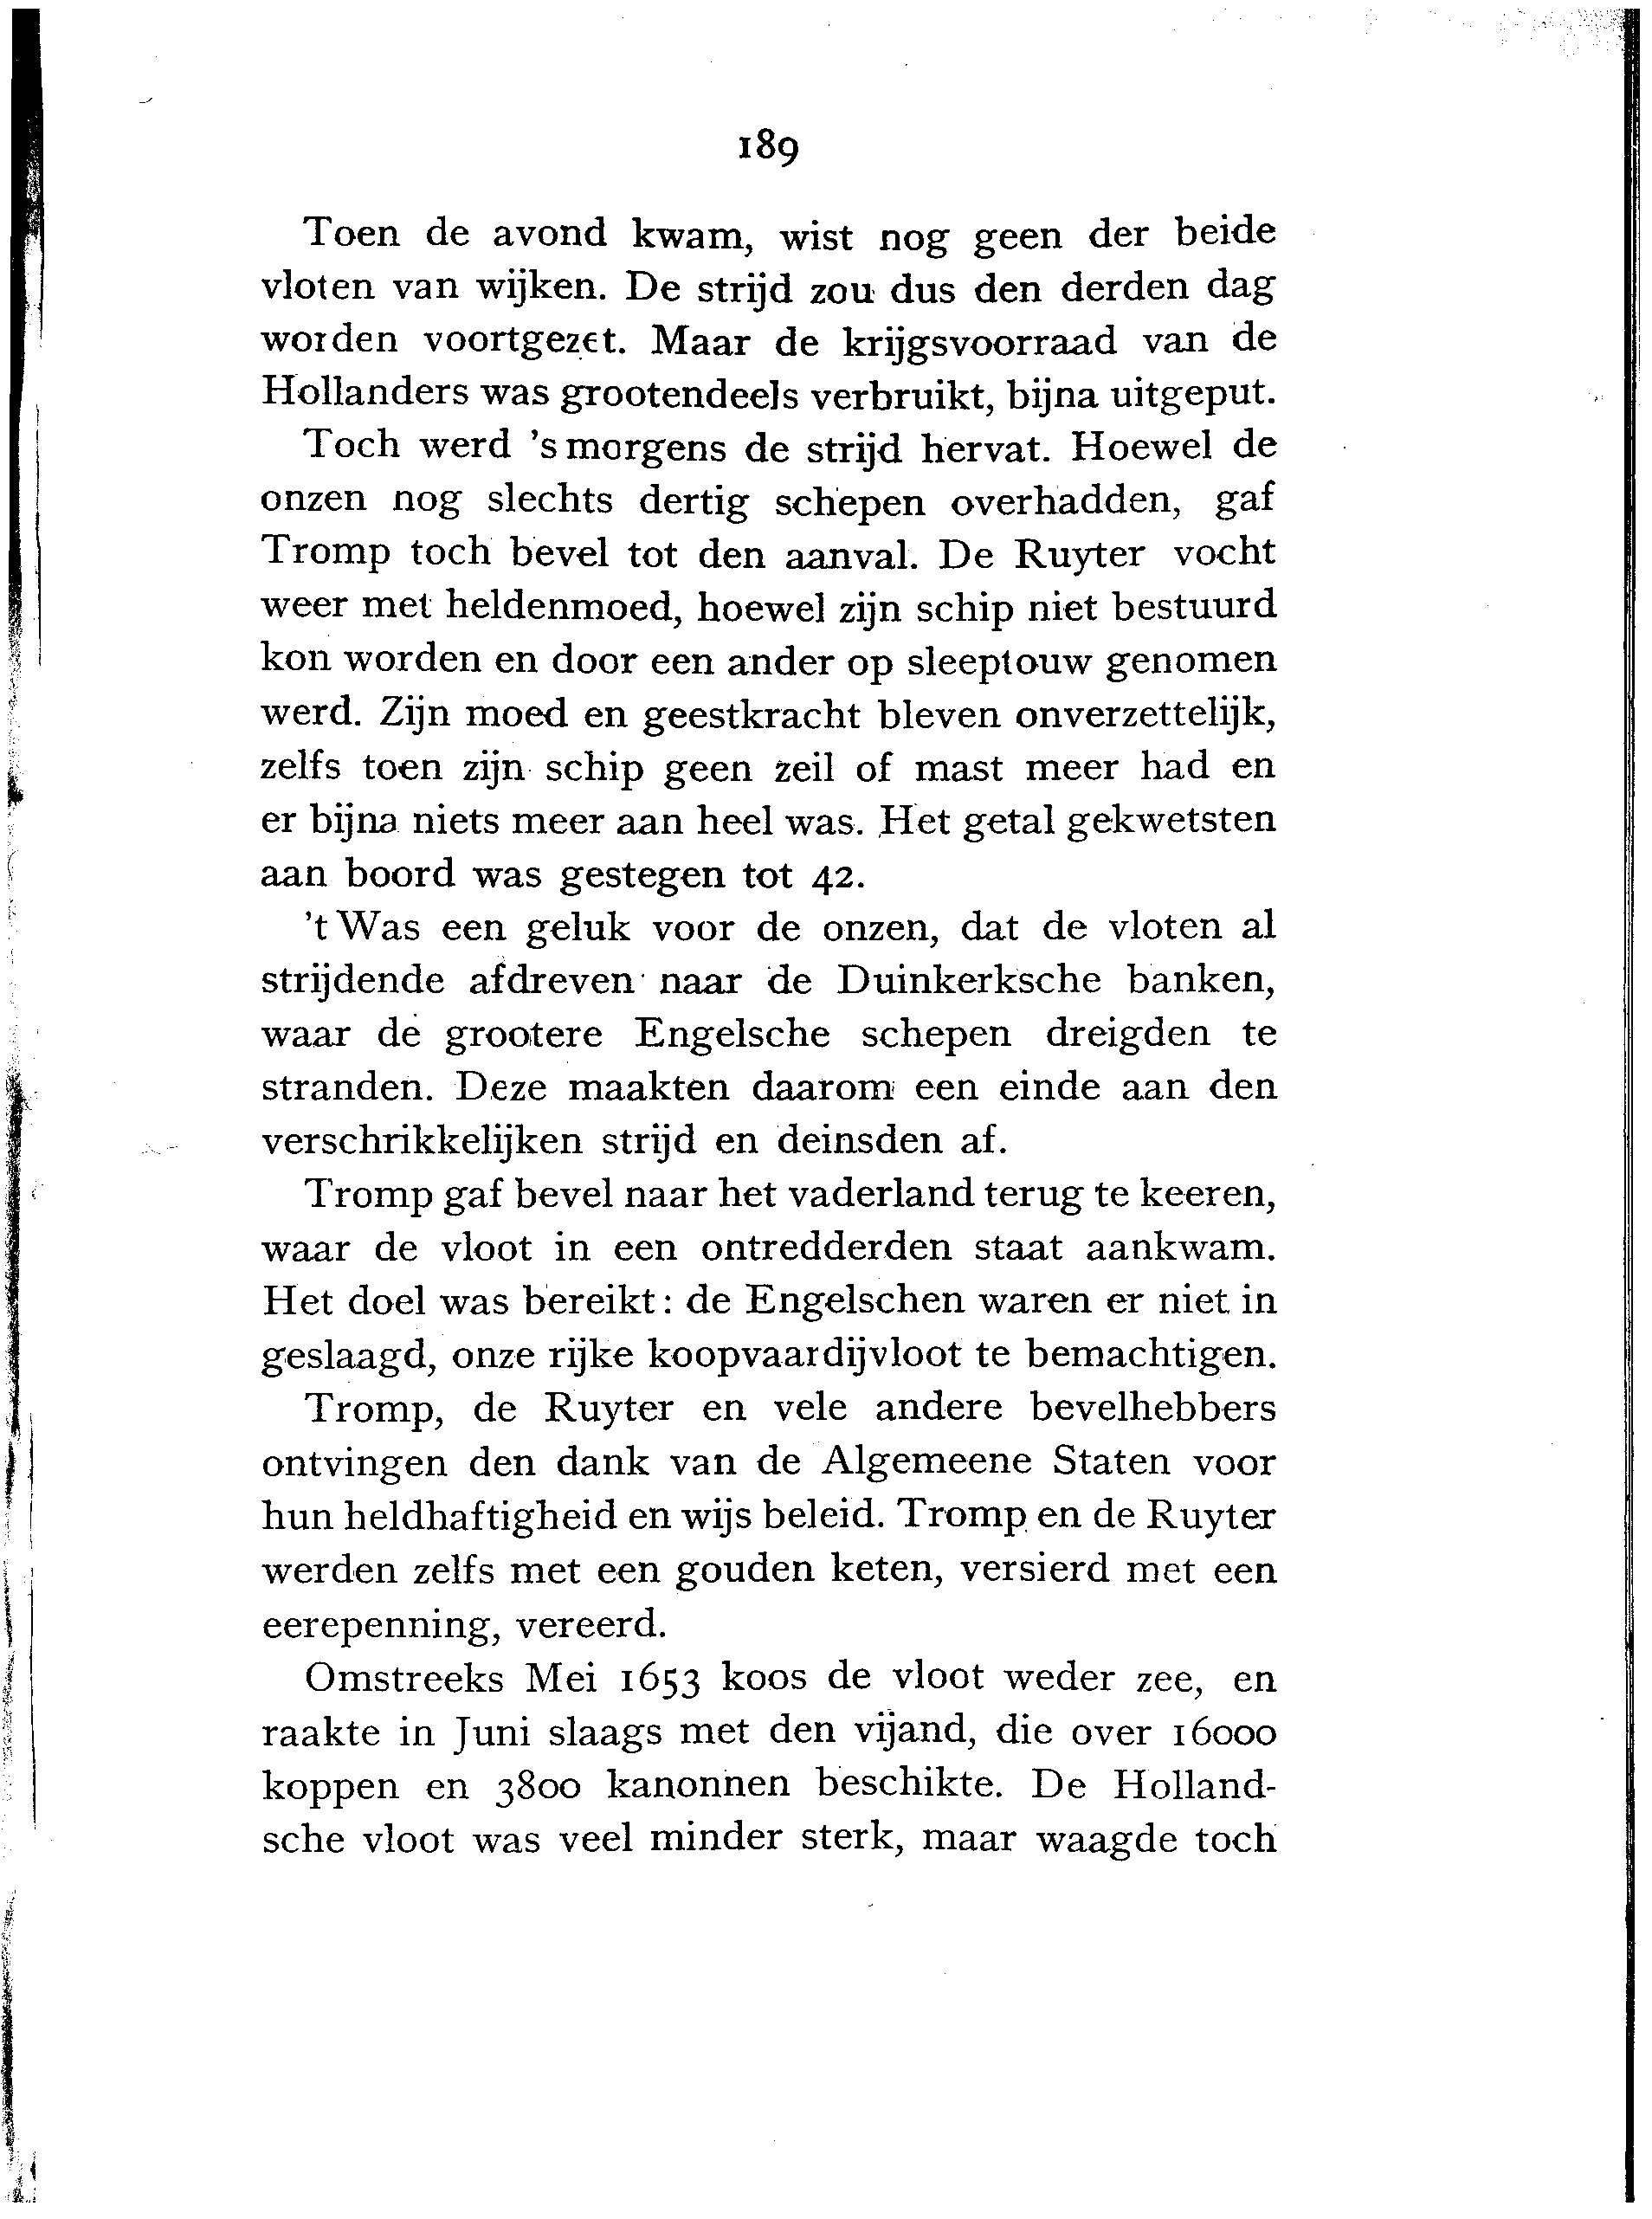 189
Toen de avond kwam, wist nog geen der beide
vloten van wijken. De strijd zou dus den derden dag
worden voortgezet. Maar de krijgsvoorraad van de
Hollanders was grootendeels verbruikt, bijna uitgeput.
Toch werd 's morgens de strijd hervat. Hoewel de
onzen nog slechts dertig schepen overhadden, gaf
Tromp toch bevel tot den aanval. De Ruyter vocht
weer met heldenmoed, hoewel zijn schip niet bestuurd
kon worden en door een ander op sleeptouw genomen
werd. Zijn moed en geestkracht bleven onverzettelijk,
zelfs toen zijn schip geen zeil of mast meer had en
er bijna niets meer aan heel was. Het getal gekwetsten
aan boord was gestegen tot 42.
't Was een geluk voor de onzen, dat de vloten al
strijdende afdreven naar de Duinkerksche banken,
waar de grootere Engelsche schepen dreigden te
stranden. Deze maakten daarom een einde aan den
verschrikkelijken strijd en deinsden af.
Tromp gaf bevel naar het vaderland terug te keeren,
waar de vloot in een ontredderden staat aankwam.
Het doel was bereikt: de Engelschen waren er niet in
geslaagd, onze rijke koopvaardijvloot te bemachtigen.
Tromp, de Ruyter en vele andere bevelhebbers
ontvingen den dank van de Algemeene Staten voor
hun heldhaftigheid en wijs beleid. Tromp en de Ruyter
werden zelfs met een gouden keten, versierd met een
eerepenning, vereerd.
Omstreeks Mei 1653 koos de vloot weder zee, en
raakte in Juni slaags met den vijand, die over 16000
koppen en 3800 kanonnen beschikte. De Holland-
sche vloot was veel minder sterk, maar waagde toch